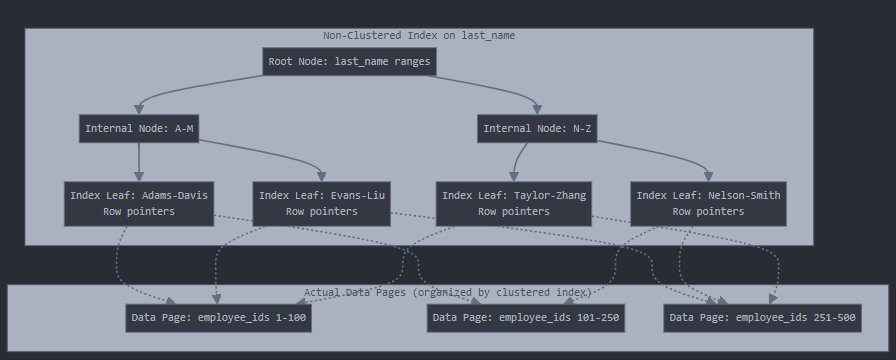 Non-Clustered Index on last_name
Root Node: last_name ranges
Internal Node: A-M
Internal Node: N-Z
Index Leaf: Adams-Davis
Row pointers
Index Leaf: Evans-Liu
Row pointers
Index Leaf: Taylor-Zhang
Row pointers
Index Leaf: Nelson-Smith
Row pointers
Actual Data Pages (organized by clustered index)
Data Page: employee_ids 1-100
Data Page: employee_ids 101-250
Data Page: employee_ids 251-500